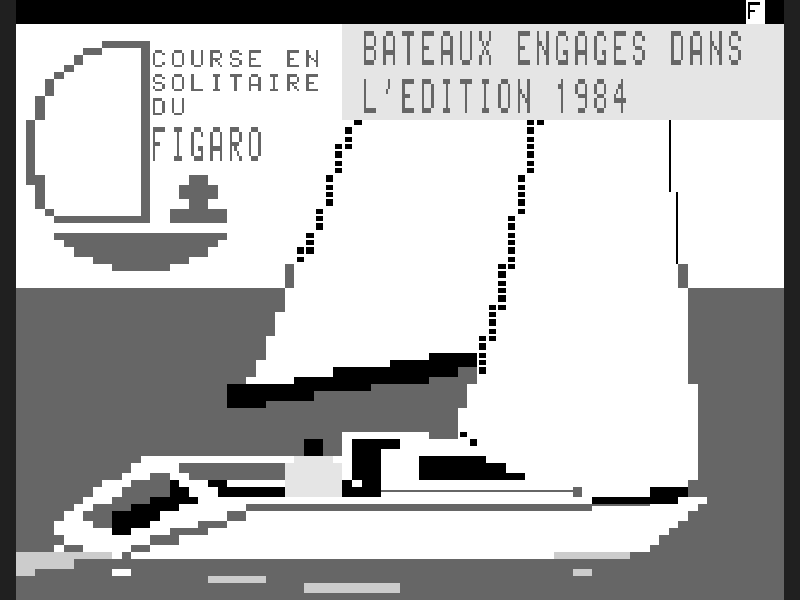 F
COURSE EN
SOLITAIRE
DU
FIGARO
BATEAUX ENGAGES DANS
L'EDITION 1984